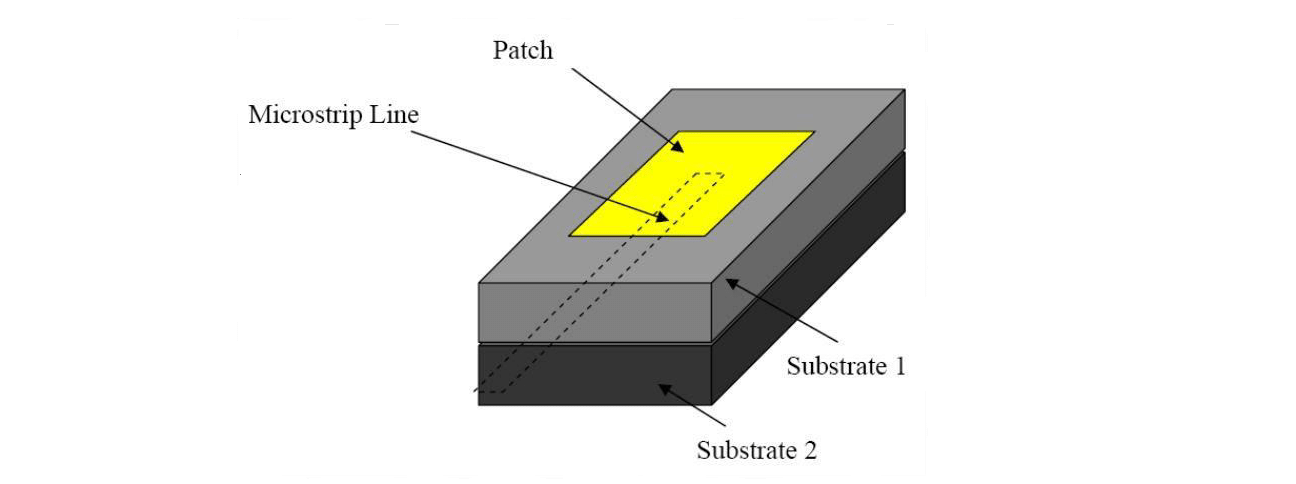 Patch
Microstrip Line
Substrate 1
Substrate 2